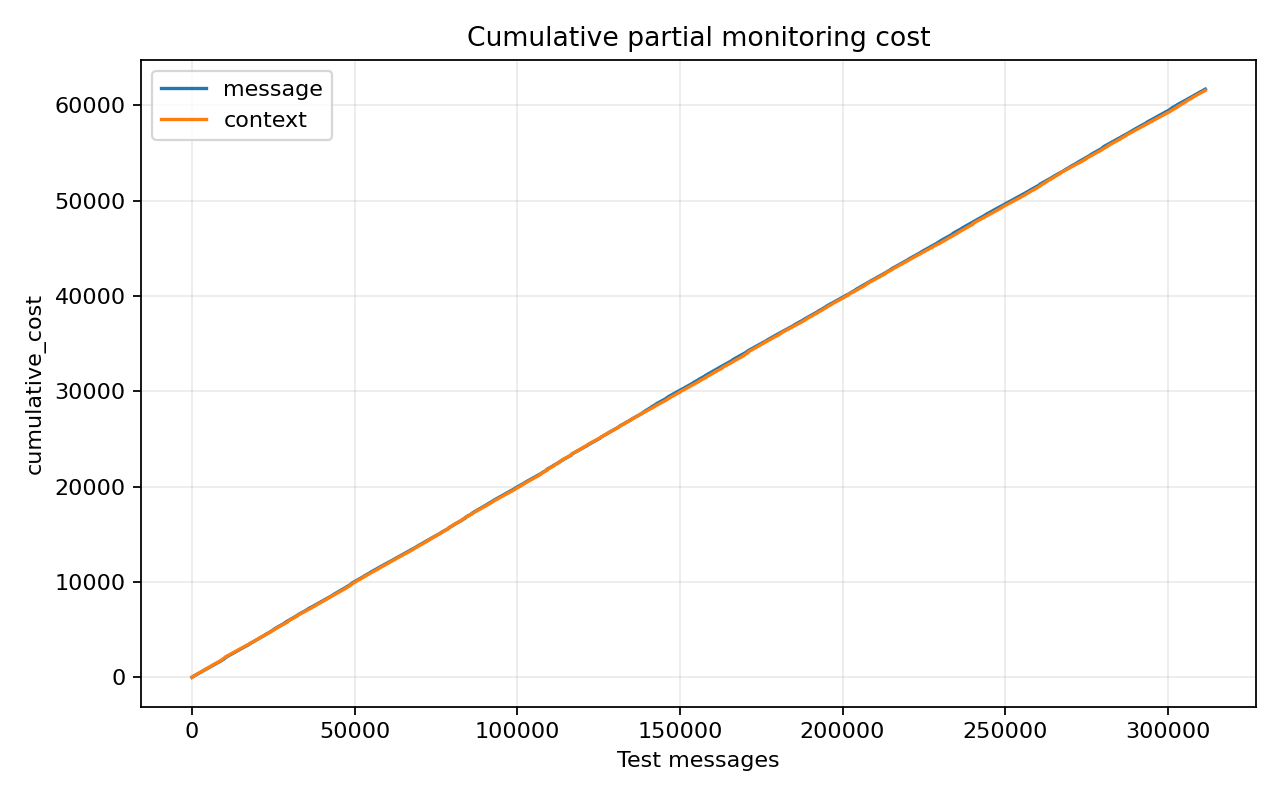 Cumulative partial monitoring cost
message
context
60000
50000
40000
30000
20000
10000
0
cumulative_cost
0 50000 100000 150000 200000 250000 300000
Test messages